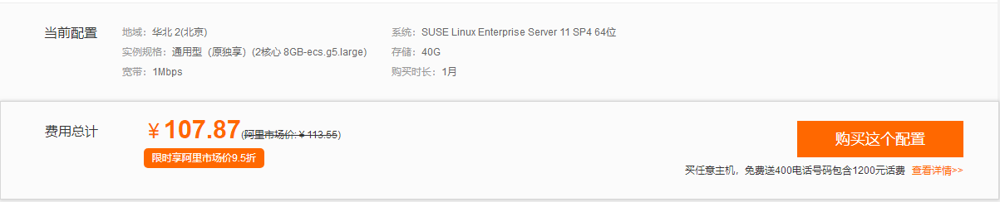 当前配置
地域：华北 2(北京)
系统：SUSE Linux Enterprise Server 11 SP4 64位
实例规格：通用型（原独享）(2核心 8GB-ecs.g5.large)
存储：40G
宽带：1Mbps
购买时长：1月
费用总计
￥107.87(阿里市场价:￥113.55)
限时享阿里市场价9.5折
购买这个配置
买任意主机，免费送400电话号码包含1200元话费 查看详情>>